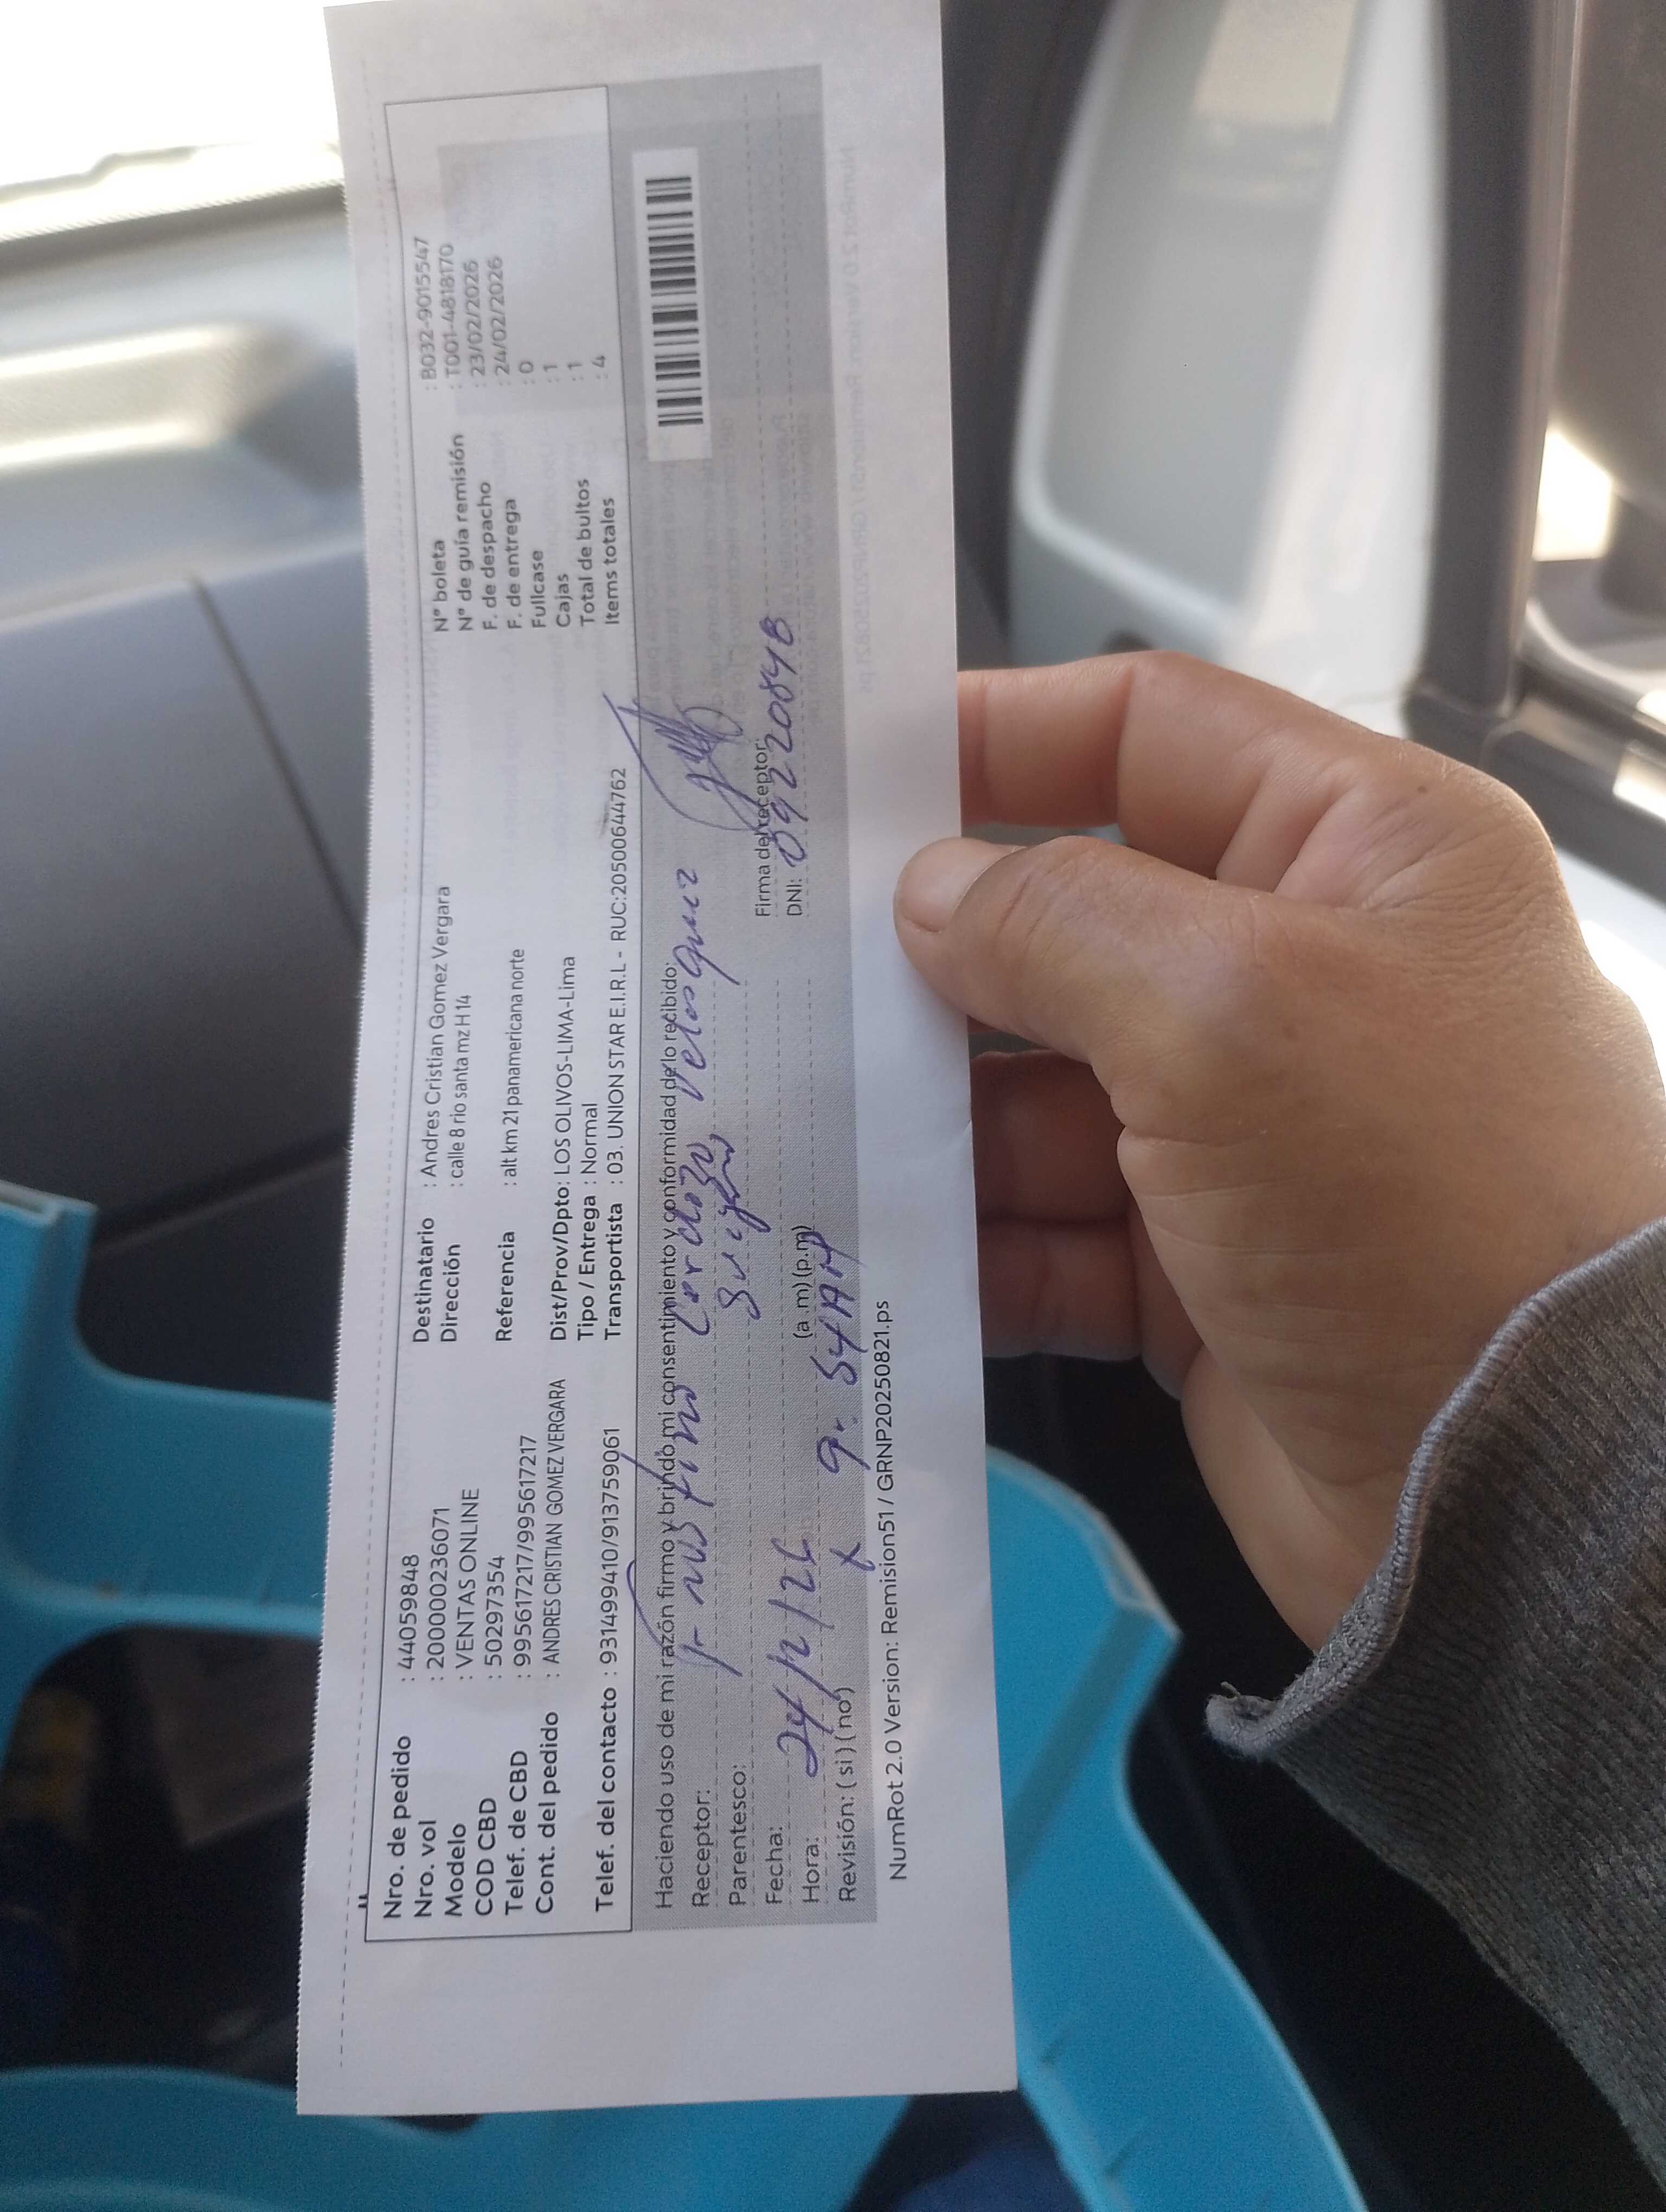 Nro. de pedido : 44059848
Nro. vol : 2000000236071
Modelo : VENTAS ONLINE
COD CBD : 50297354
Telef. de CBD : 995617217/995617217
Cont. del pedido : ANDRES CRISTIAN GOMEZ VERGARA
Telef. del contacto : 931499410/913759061
Destinatario : Andres Cristian Gomez Vergara
Dirección : calle 8 rio santa mz H 14
Referencia : alt km 21 panamericana norte
Dist/Prov/Dpto: LOS OLIVOS-LIMA-Lima
Tipo / Entrega : Normal
Transportista : 03. UNION STAR E.I.R.L - RUC:20500644762
N° boleta : B032-9015547
N° de guía remisión : T001-4818170
F. de despacho : 23/02/2026
F. de entrega : 24/02/2026
Fullcase : 0
Cajas : 1
Total de bultos : 1
Items totales : 4
Haciendo uso de mi razón firmo y brindo mi consentimiento y conformidad de lo recibido:
Receptor: Velasquez
Parentesco:
Firma del receptor:
Fecha: 24/2/26
DNI:
Hora: 9:54 AM (a .m) (p.m)
Revisión: ( si ) ( no )
NumRot 2.0 Version: Remision51 / GRNP20250821.ps